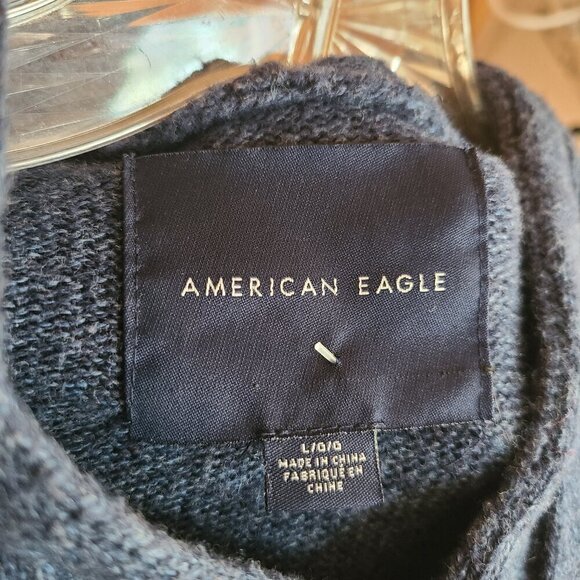 AMERICAN EAGLE
L/G/G
MADE IN CHINA
FABRIQUÉ EN
CHINE